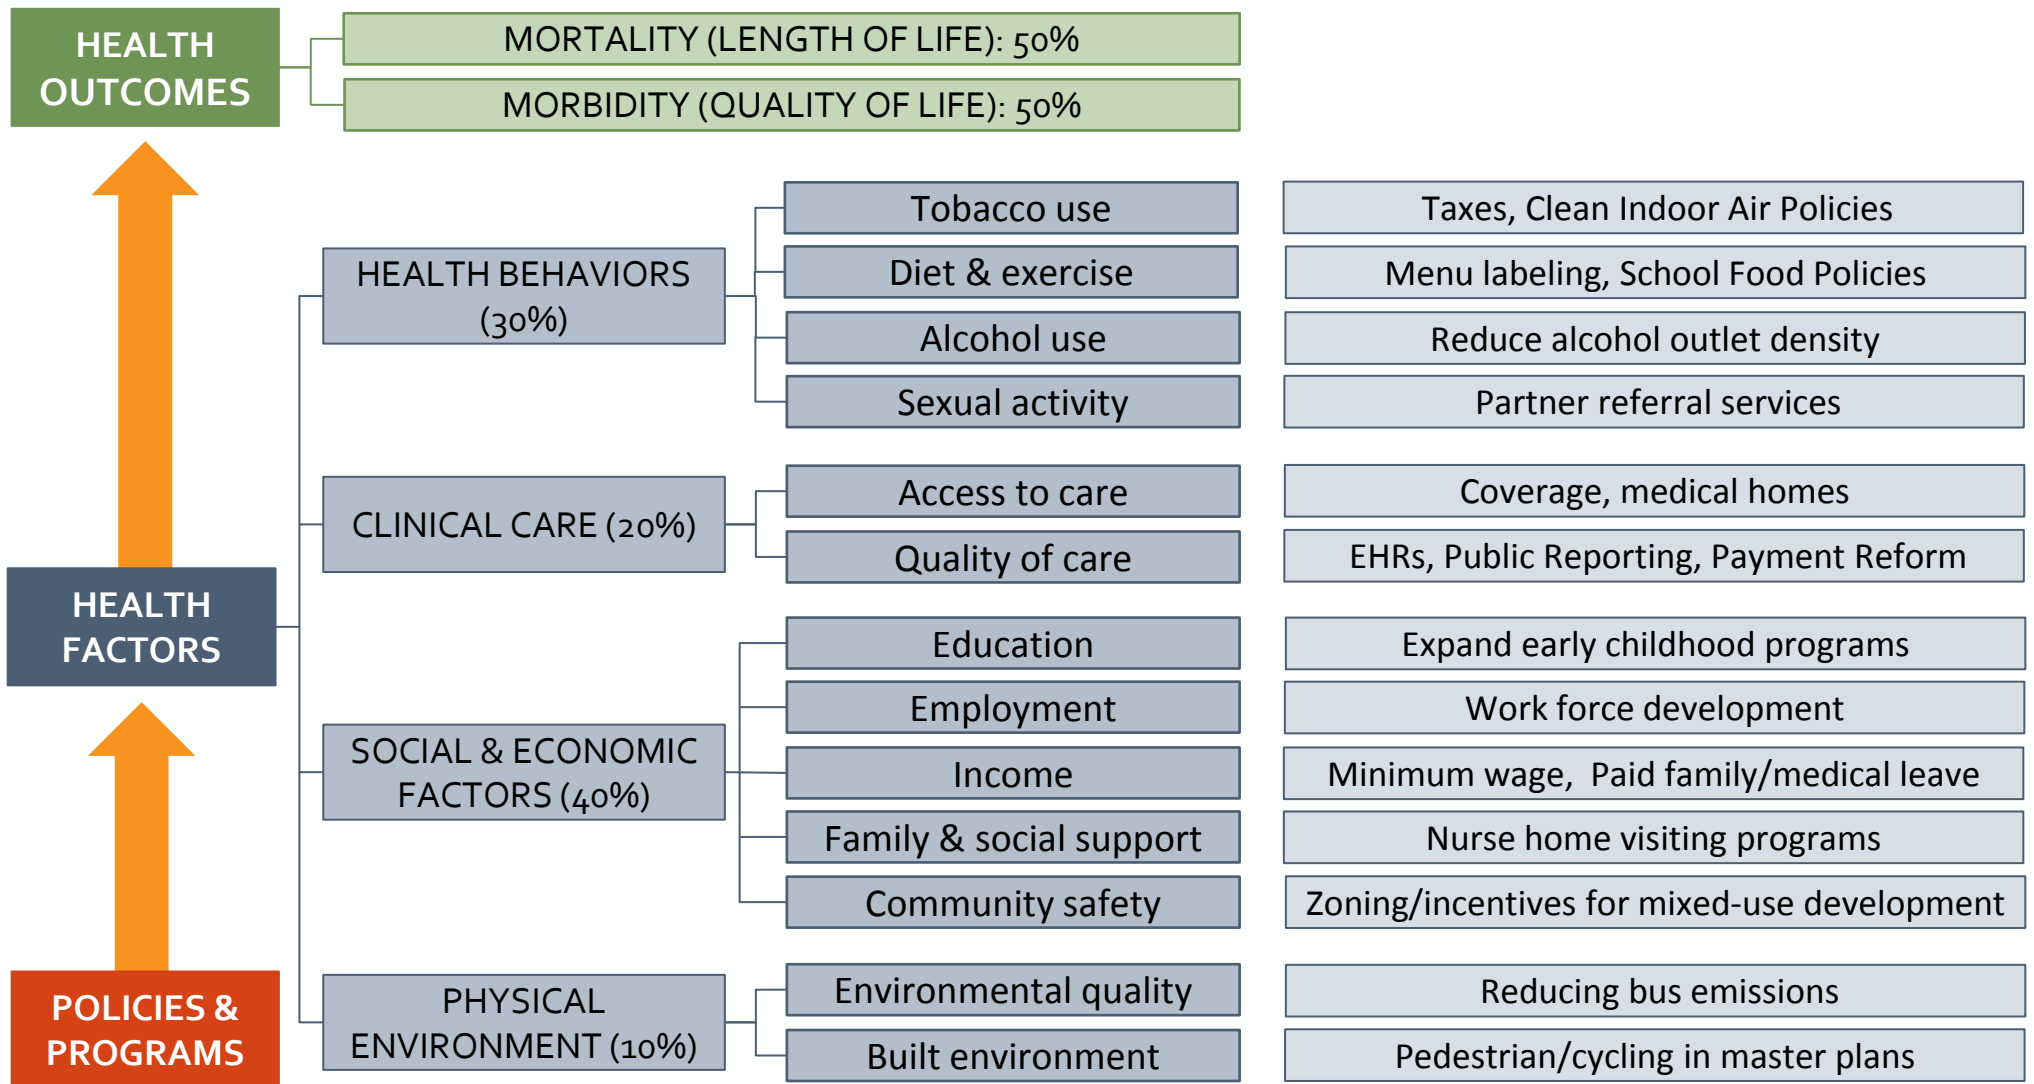 HEALTH
OUTCOMES
MORTALITY (LENGTH OF LIFE): 50%
MORBIDITY (QUALITY OF LIFE): 50%
HEALTH
FACTORS
POLICIES &
PROGRAMS
HEALTH BEHAVIORS
(30%)
Tobacco use
Taxes, Clean Indoor Air Policies
Diet & exercise
Menu labeling, School Food Policies
Alcohol use
Reduce alcohol outlet density
Sexual activity
Partner referral services
CLINICAL CARE (20%)
Access to care
Coverage, medical homes
Quality of care
EHRs, Public Reporting, Payment Reform
SOCIAL & ECONOMIC
FACTORS (40%)
Education
Expand early childhood programs
Employment
Work force development
Income
Minimum wage, Paid family/medical leave
Family & social support
Nurse home visiting programs
Community safety
Zoning/incentives for mixed-use development
PHYSICAL
ENVIRONMENT (10%)
Environmental quality
Reducing bus emissions
Built environment
Pedestrian/cycling in master plans